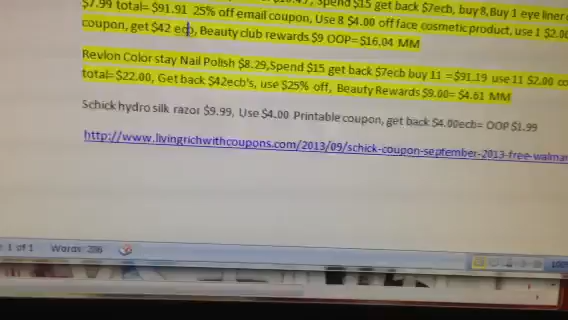 $7.99 total= $91.91 25% off email coupon, Use 8 $4.00 off face cosmetic product, use 1 $2.00
coupon, get $42 ecb, Beauty club rewards $9 OOP= $16.04 MM
Revlon Color stay Nail Polish $8.29, Spend $15 get back $7ecb buy 11 =$91.19 use 11 $2.00 co
total=$22.00, Get back $42ecb's, use $25% off, Beauty Rewards $9.00= $4.61 MM
Schick hydro silk razor $9.99, Use $4.00 Printable coupon, get back $4.00ecb= OOP $1.99
http://www.livingrichwithcoupons.com/2013/09/schick-coupon-september-2013-free-walmar
1 of 1 Words: 286
100%